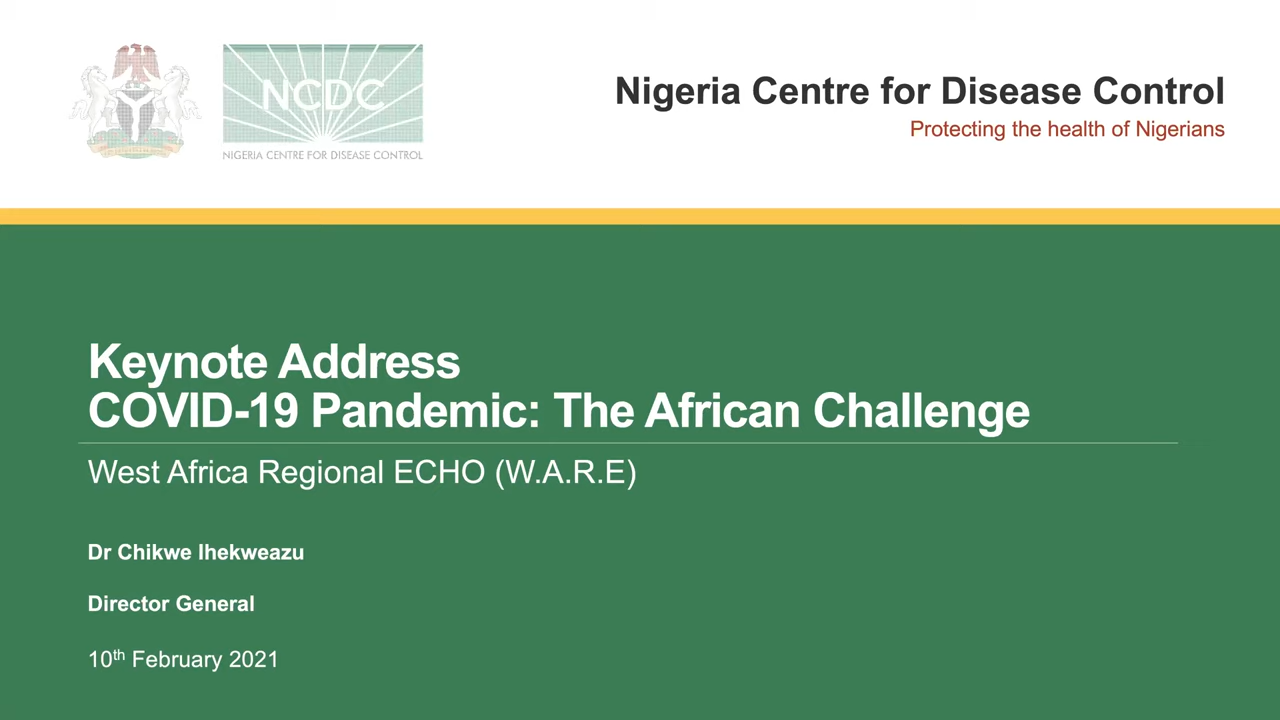 NCDC
NIGERIA CENTRE FOR DISEASE CONTROL
Nigeria Centre for Disease Control
Protecting the health of Nigerians
Keynote Address
COVID-19 Pandemic: The African Challenge
West Africa Regional ECHO (W.A.R.E)
Dr Chikwe Ihekweazu
Director General
10th February 2021